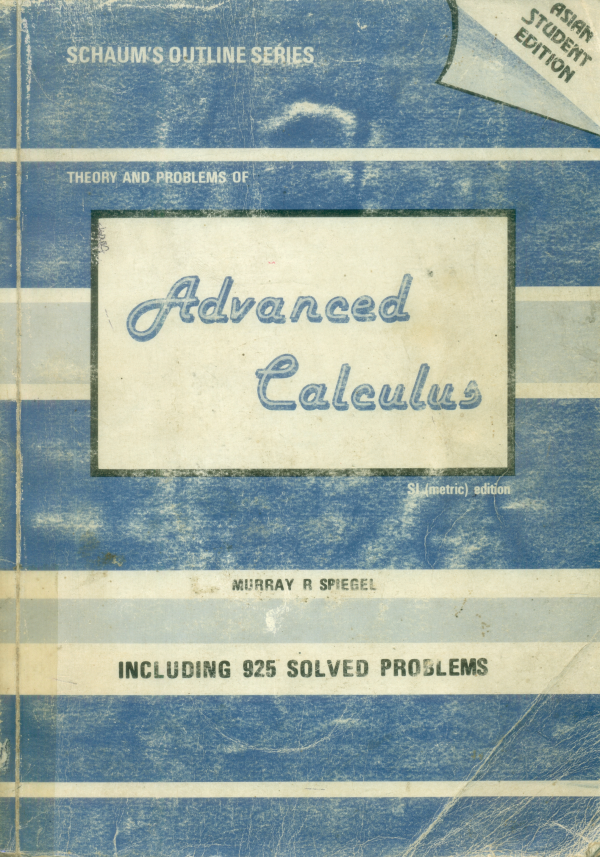 SCHAUM'S OUTLINE SERIES
ASIAN
STUDENT
EDITION
THEORY AND PROBLEMS OF
Advanced
Calculus
SI (metric) edition
MURRAY R SPIEGEL
INCLUDING 925 SOLVED PROBLEMS